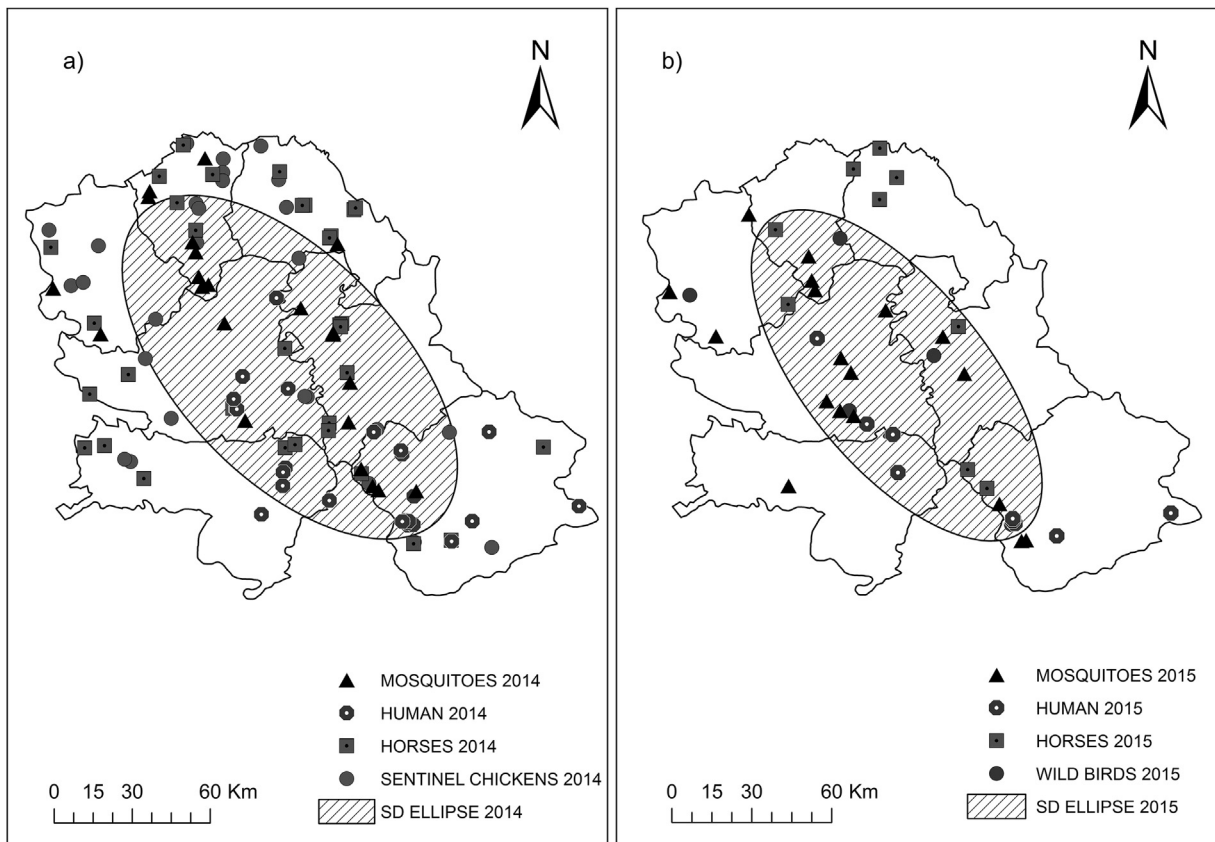 a)
N
MOSQUITOES 2014
HUMAN 2014
HORSES 2014
SENTINEL CHICKENS 2014
SD ELLIPSE 2014
0 15 30 60 Km
b)
N
MOSQUITOES 2015
HUMAN 2015
HORSES 2015
WILD BIRDS 2015
SD ELLIPSE 2015
0 15 30 60 Km